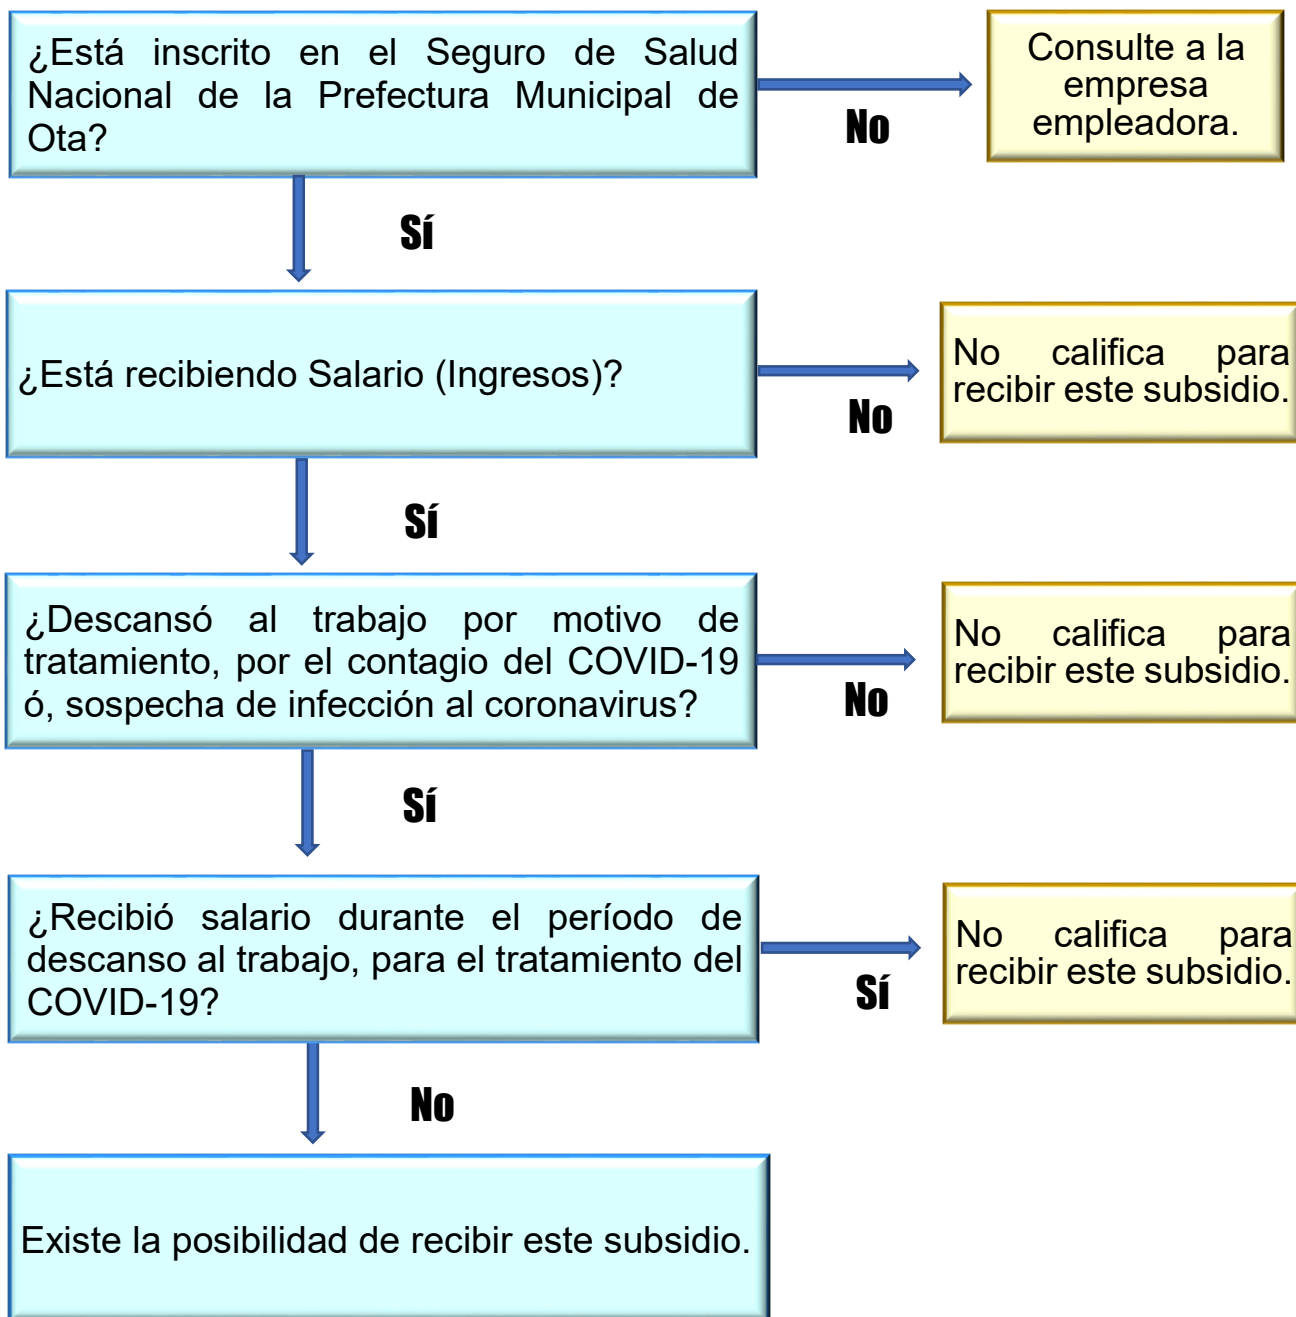 ¿Está inscrito en el Seguro de Salud
Nacional de la Prefectura Municipal de
Ota?
No
Consulte a la
empresa
empleadora.
Sí
¿Está recibiendo Salario (Ingresos)?
No
No califica para
recibir este subsidio.
Sí
¿Descansó al trabajo por motivo de
tratamiento, por el contagio del COVID-19
ó, sospecha de infección al coronavirus?
No
No califica para
recibir este subsidio.
Sí
¿Recibió salario durante el período de
descanso al trabajo, para el tratamiento del
COVID-19?
Sí
No califica para
recibir este subsidio.
No
Existe la posibilidad de recibir este subsidio.